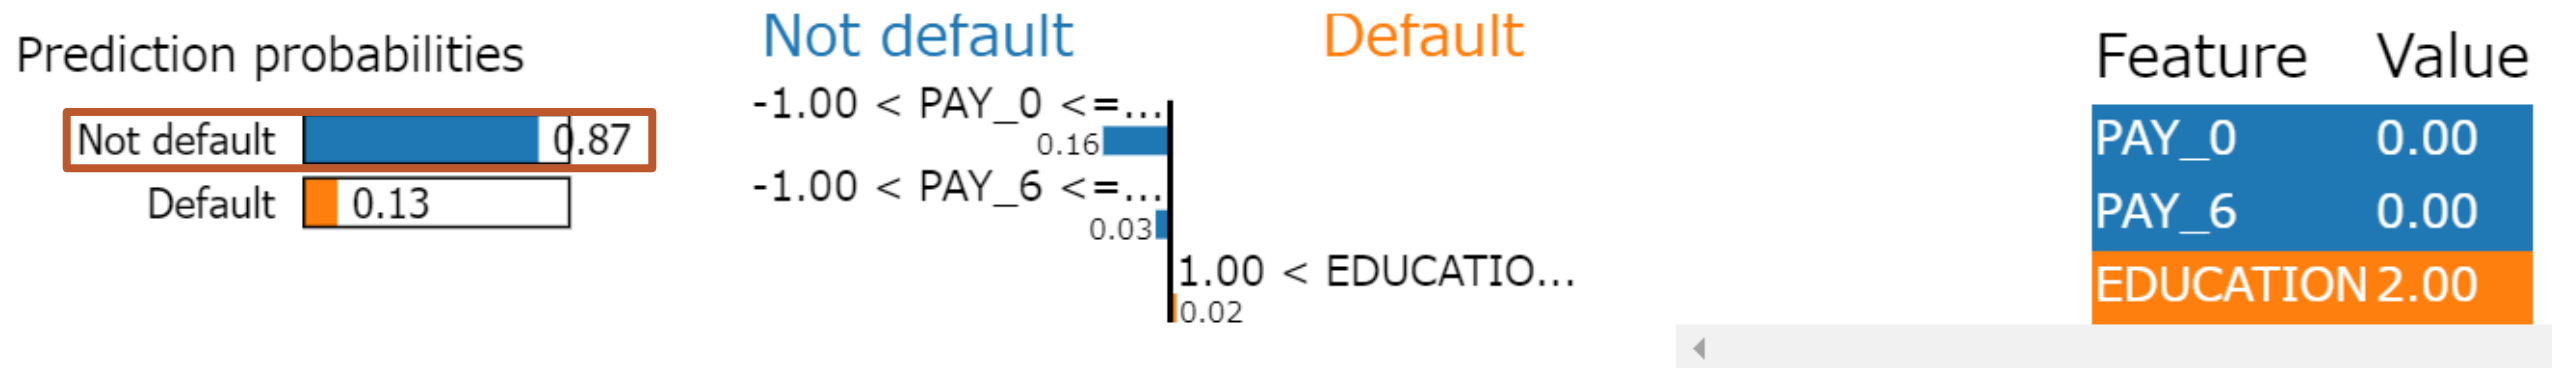 Prediction probabilities
Not default 0.87
Default 0.13
Not default Default
-1.00 < PAY_0 <=...
0.16
-1.00 < PAY_6 <=...
0.03
1.00 < EDUCATIO...
0.02
Feature Value
PAY_0 0.00
PAY_6 0.00
EDUCATION 2.00